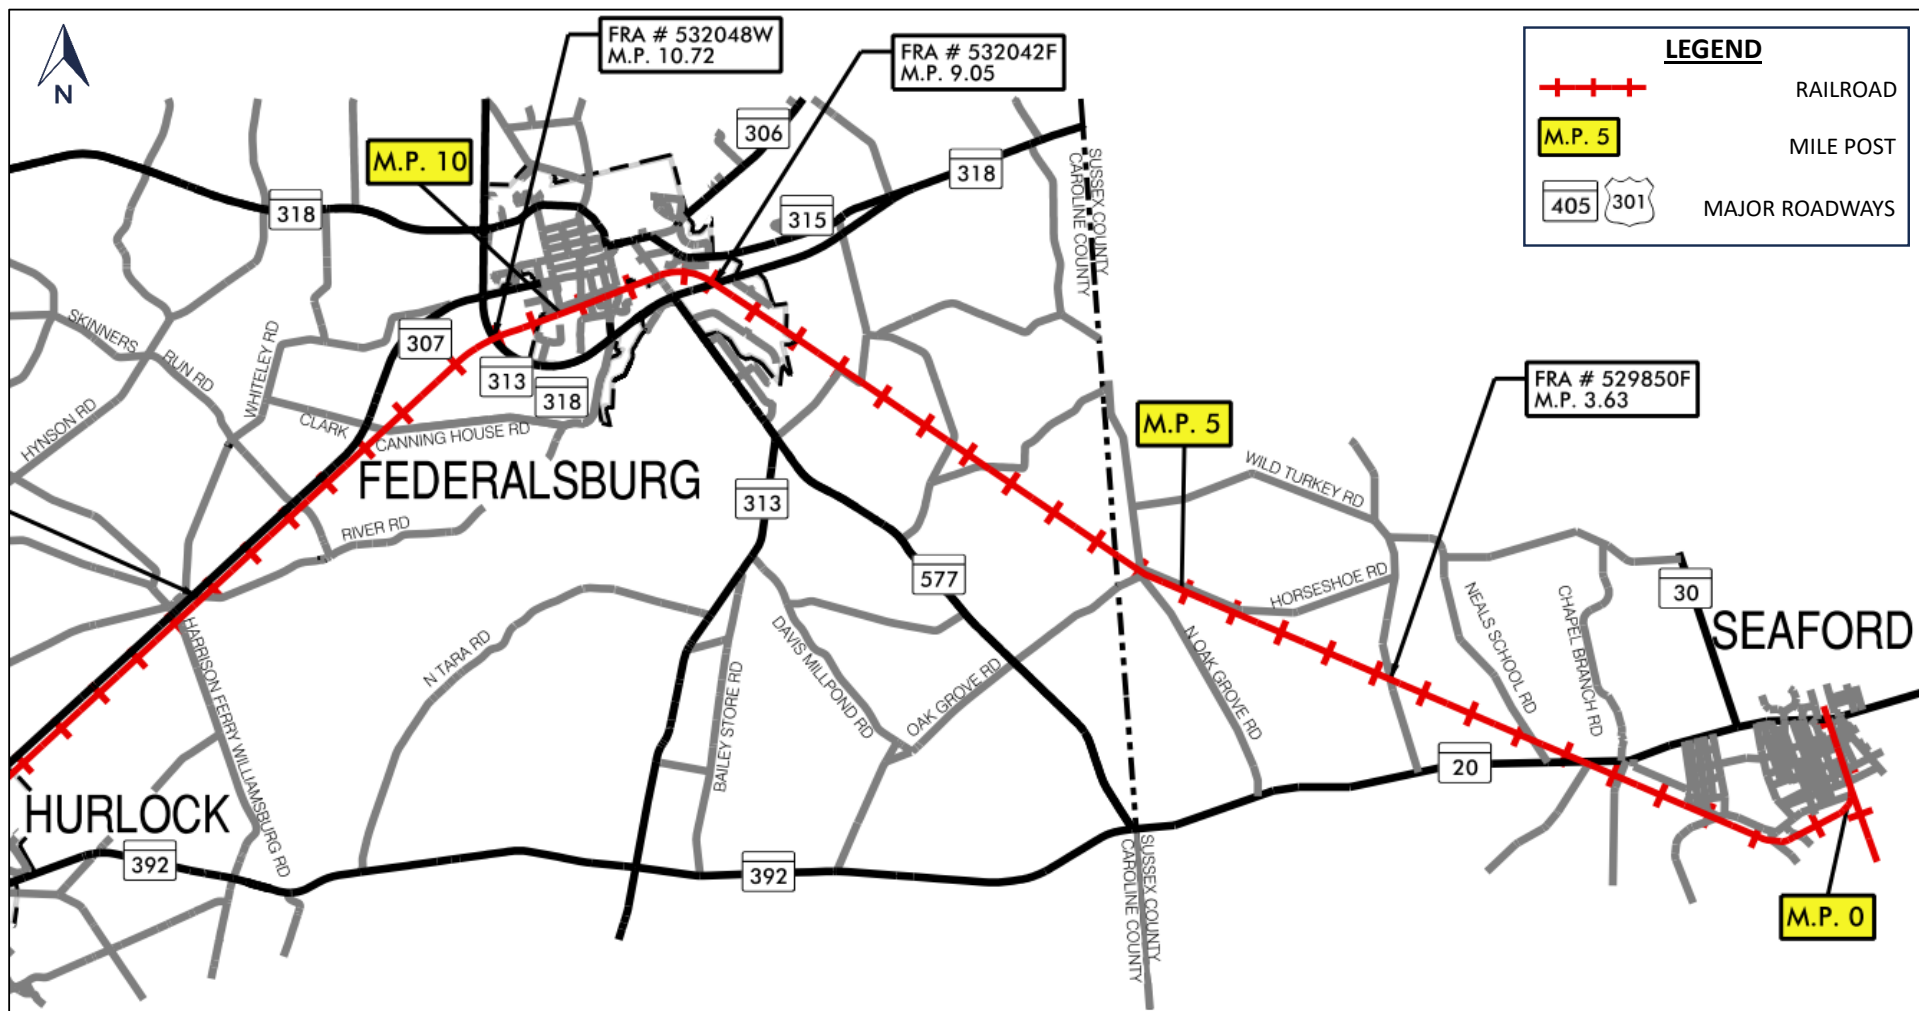 N
FRA # 532048W
M.P. 10.72
FRA # 532042F
M.P. 9.05
LEGEND
RAILROAD
M.P. 5
MILE POST
405
301
MAJOR ROADWAYS
306
M.P. 10
318
318
315
SUSSEX COUNTY
CAROLINE COUNTY
SKINNERS
RUN RD
WHITELEY RD
307
313
318
HYNSON RD
CLARK
CANNING HOUSE RD
FRA # 529850F
M.P. 3.63
M.P. 5
FEDERALSBURG
WILD TURKEY RD
313
RIVER RD
577
HORSESHOE RD
NEALS SCHOOL RD
CHAPEL BRANCH RD
30
SEAFORD
HARRISON FERRY WILLIAMSBURG RD
N TARA RD
BAILEY STORE RD
DAVIS MILLPOND RD
OAK GROVE RD
N OAK GROVE RD
20
HURLOCK
392
392
SUSSEX COUNTY
CAROLINE COUNTY
M.P. 0